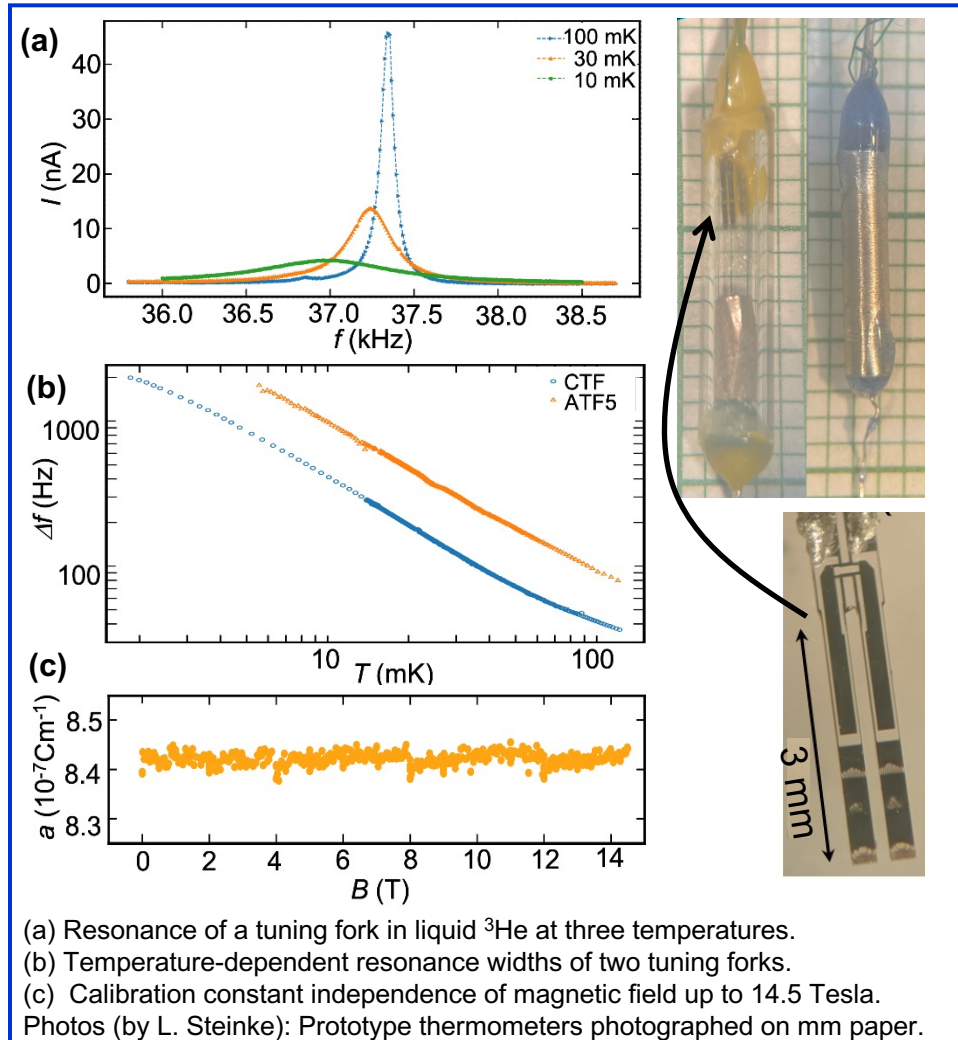 (a)
100 mK
30 mK
10 mK
40
30
20
10
0
I (nA)
36.0 36.5 37.0 37.5 38.0 38.5
f (kHz)
(b)
CTF
ATF5
1000
100
Δf (Hz)
10 100
T (mK)
(c)
8.5
8.4
8.3
a (10⁻⁷Cm⁻¹)
0 2 4 6 8 10 12 14
B (T)
3 mm
(a) Resonance of a tuning fork in liquid ³He at three temperatures.
(b) Temperature-dependent resonance widths of two tuning forks.
(c) Calibration constant independence of magnetic field up to 14.5 Tesla.
Photos (by L. Steinke): Prototype thermometers photographed on mm paper.